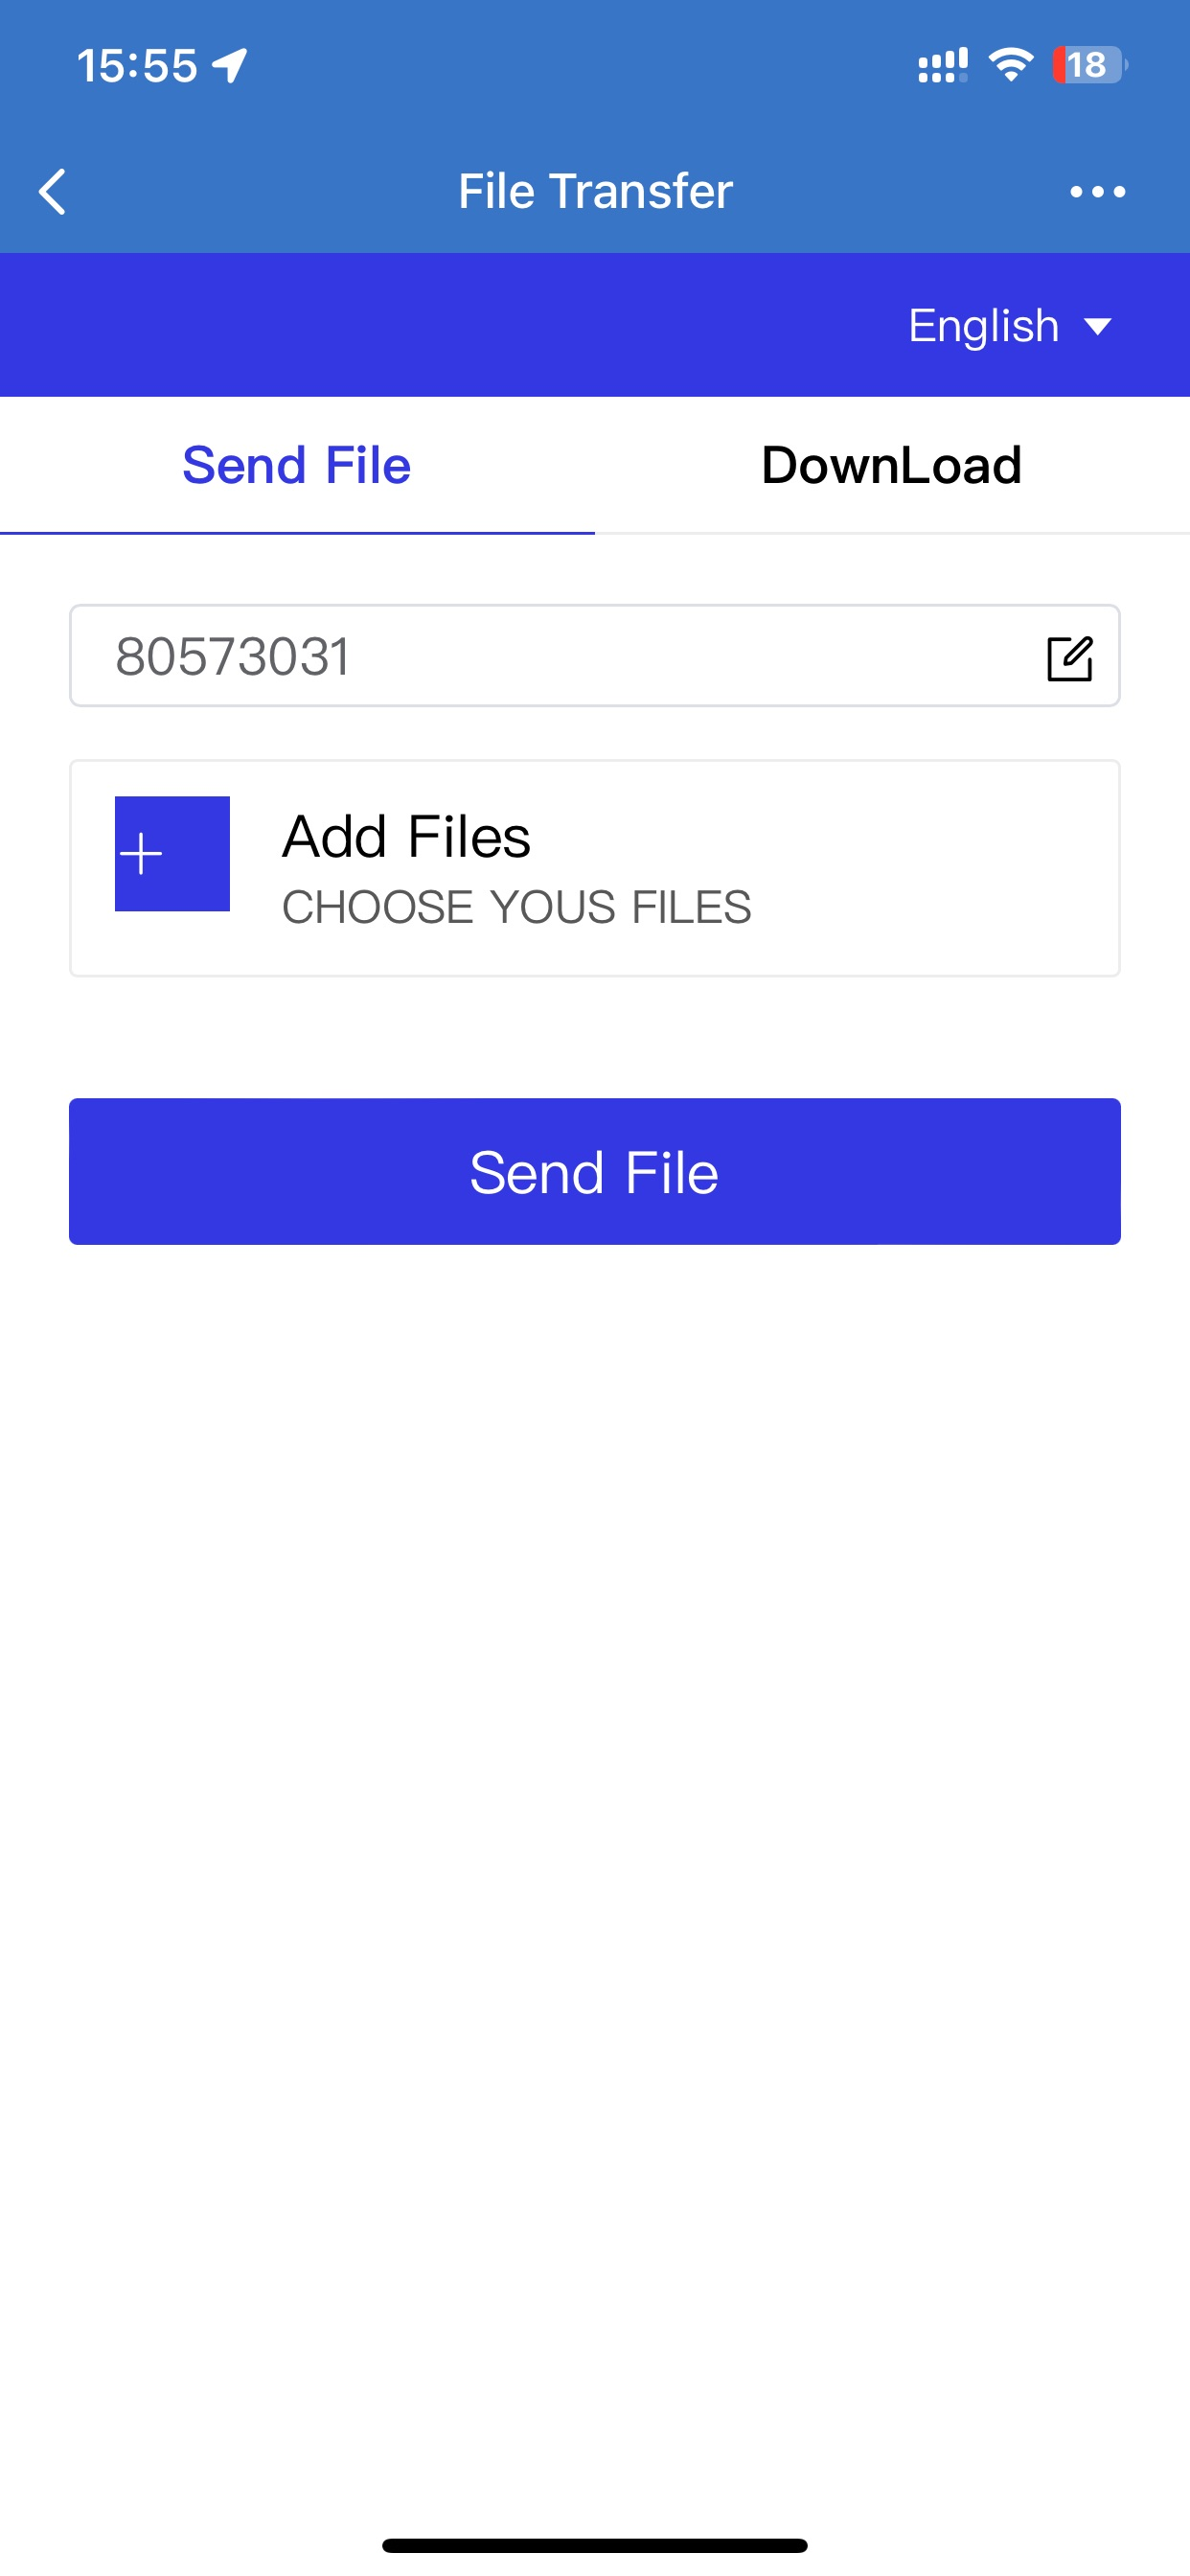 15:55
18
File Transfer
English
Send File
DownLoad
80573031
Add Files
CHOOSE YOUS FILES
Send File